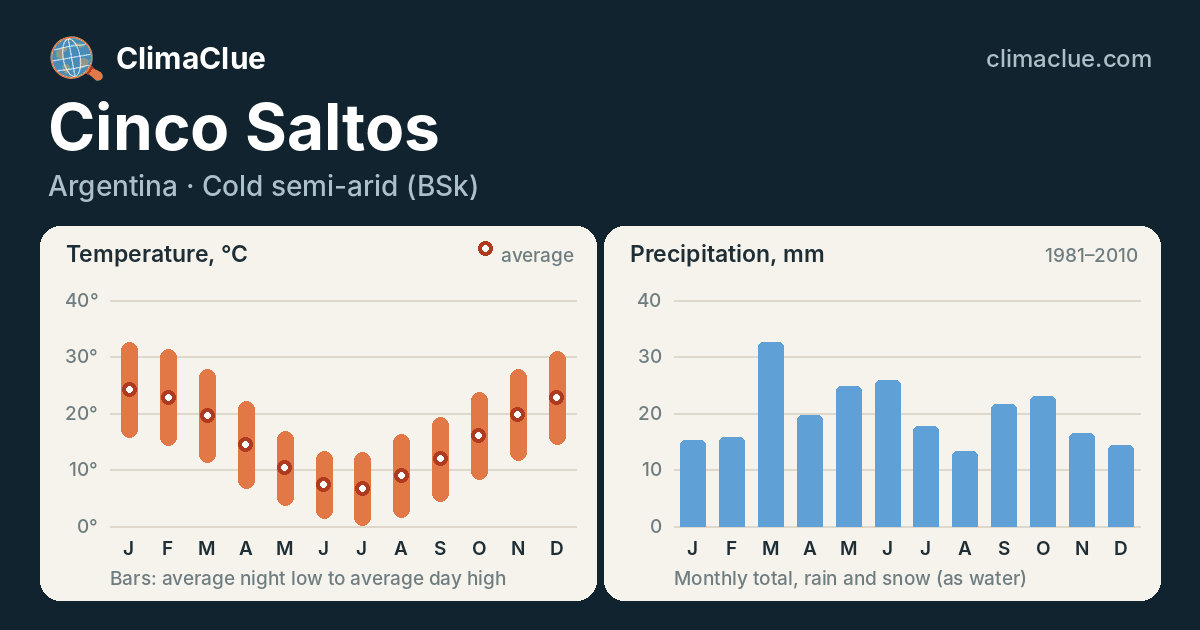 ClimaClue
climaclue.com
Cinco Saltos
Argentina · Cold semi-arid (BSk)
Temperature, °C
average
40°
30°
20°
10°
0°
J F M A M J J A S O N D
Bars: average night low to average day high
Precipitation, mm
1981–2010
40
30
20
10
0
J F M A M J J A S O N D
Monthly total, rain and snow (as water)